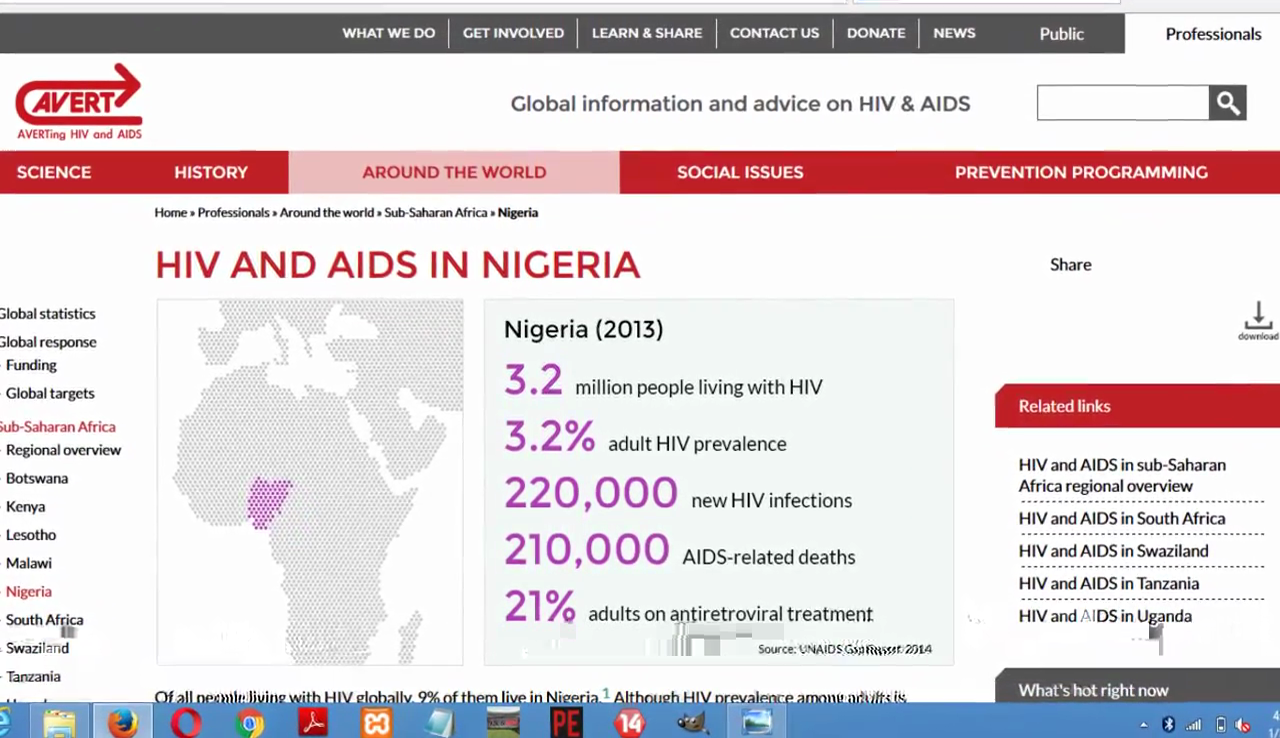 WHAT WE DO GET INVOLVED LEARN & SHARE CONTACT US DONATE NEWS Public Professionals
AVERT
AVERTing HIV and AIDS
Global information and advice on HIV & AIDS
SCIENCE HISTORY AROUND THE WORLD SOCIAL ISSUES PREVENTION PROGRAMMING
Home » Professionals » Around the world » Sub-Saharan Africa » Nigeria
HIV AND AIDS IN NIGERIA
Share
download
Global statistics
Global response
Funding
Global targets
Sub-Saharan Africa
Regional overview
Botswana
Kenya
Lesotho
Malawi
Nigeria
South Africa
Swaziland
Tanzania
Nigeria (2013)
3.2 million people living with HIV
3.2% adult HIV prevalence
220,000 new HIV infections
210,000 AIDS-related deaths
21% adults on antiretroviral treatment
Source: UNAIDS 2014
Related links
HIV and AIDS in sub-Saharan
Africa regional overview
HIV and AIDS in South Africa
HIV and AIDS in Swaziland
HIV and AIDS in Tanzania
HIV and AIDS in Uganda
What's hot right now
Of all people living with HIV globally, 9% of them live in Nigeria.1 Although HIV prevalence among is
PE
14